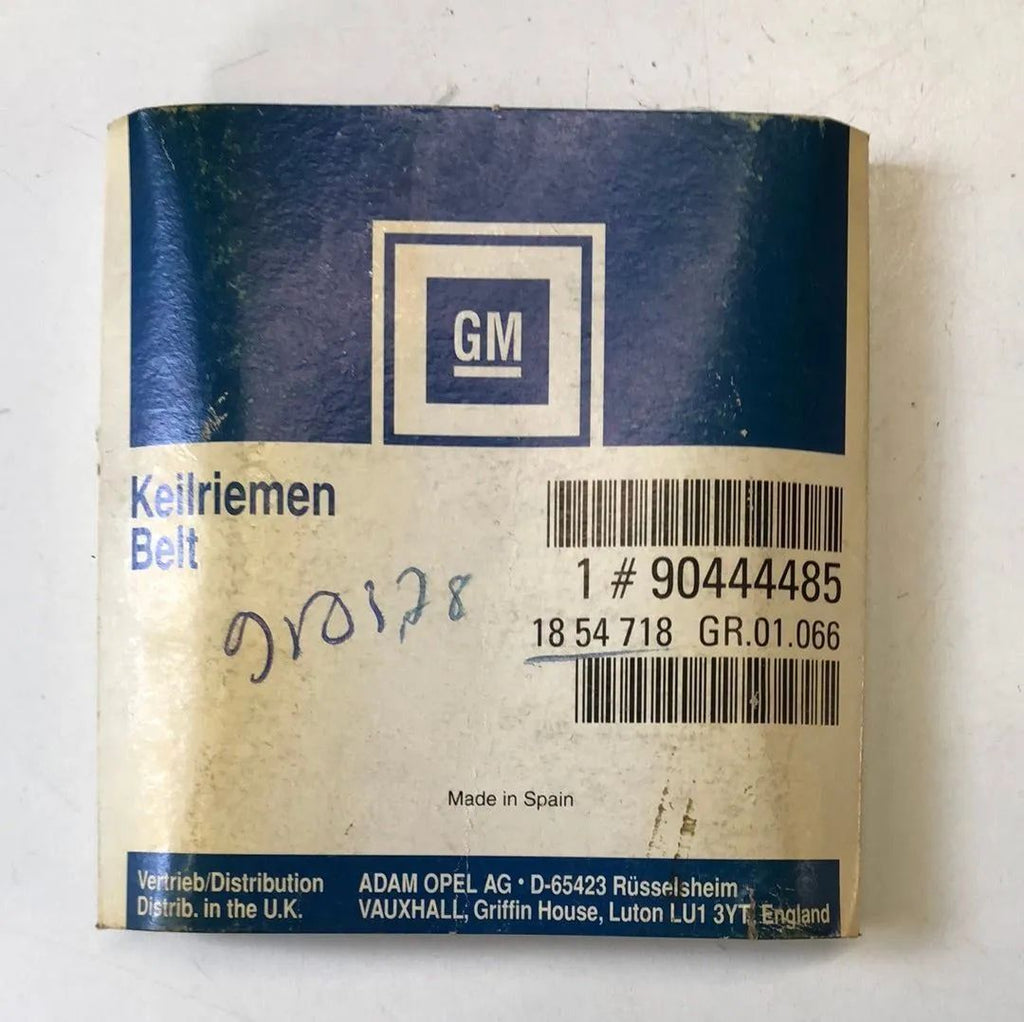 GM
Keilriemen
Belt
1 # 90444485
18 54 718 GR.01.066
Made in Spain
Vertrieb/Distribution ADAM OPEL AG • D-65423 Rüsselsheim
Distrib. in the U.K. VAUXHALL, Griffin House, Luton LU1 3YT England